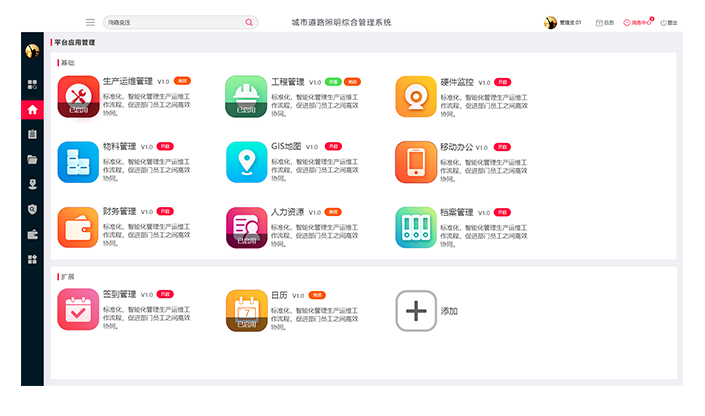 鸿路变压
城市道路照明综合管理系统
管理员 01
日历
消息中心
退出
平台应用管理
基础
生产运维管理 V1.0 关闭
标准化、智能化管理生产运维工
作流程，促进部门员工之间高效
协同。
已启用
工程管理 V1.0 升级 关闭
标准化、智能化管理生产运维工
作流程，促进部门员工之间高效
协同。
已启用
硬件监控 V1.0 开启
标准化、智能化管理生产运维工
作流程，促进部门员工之间高效
协同。
物料管理 V1.0 开启
标准化、智能化管理生产运维工
作流程，促进部门员工之间高效
协同。
GIS地图 V1.0 开启
标准化、智能化管理生产运维工
作流程，促进部门员工之间高效
协同。
移动办公 V1.0 开启
标准化、智能化管理生产运维工
作流程，促进部门员工之间高效
协同。
财务管理 V1.0 开启
标准化、智能化管理生产运维工
作流程，促进部门员工之间高效
协同。
人力资源 V1.0 关闭
标准化、智能化管理生产运维工
作流程，促进部门员工之间高效
协同。
已启用
档案管理 V1.0 开启
标准化、智能化管理生产运维工
作流程，促进部门员工之间高效
协同。
扩展
签到管理 V1.0 开启
标准化、智能化管理生产运维工
作流程，促进部门员工之间高效
协同。
日历 V1.0 关闭
标准化、智能化管理生产运维工
作流程，促进部门员工之间高效
协同。
7
已启用
添加